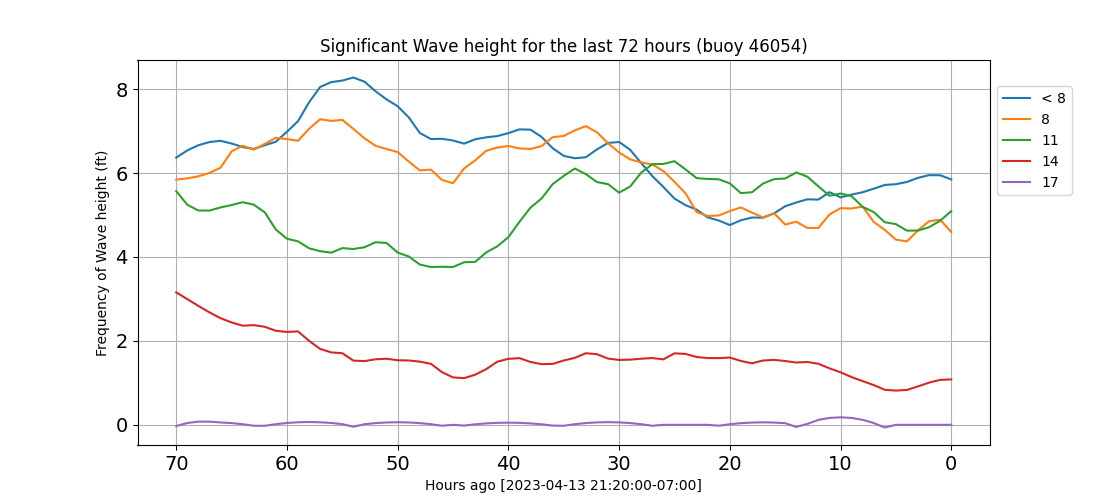 Significant Wave height for the last 72 hours (buoy 46054)
Frequency of Wave height (ft)
8
6
4
2
0
70 60 50 40 30 20 10 0
Hours ago [2023-04-13 21:20:00-07:00]
< 8
8
11
14
17